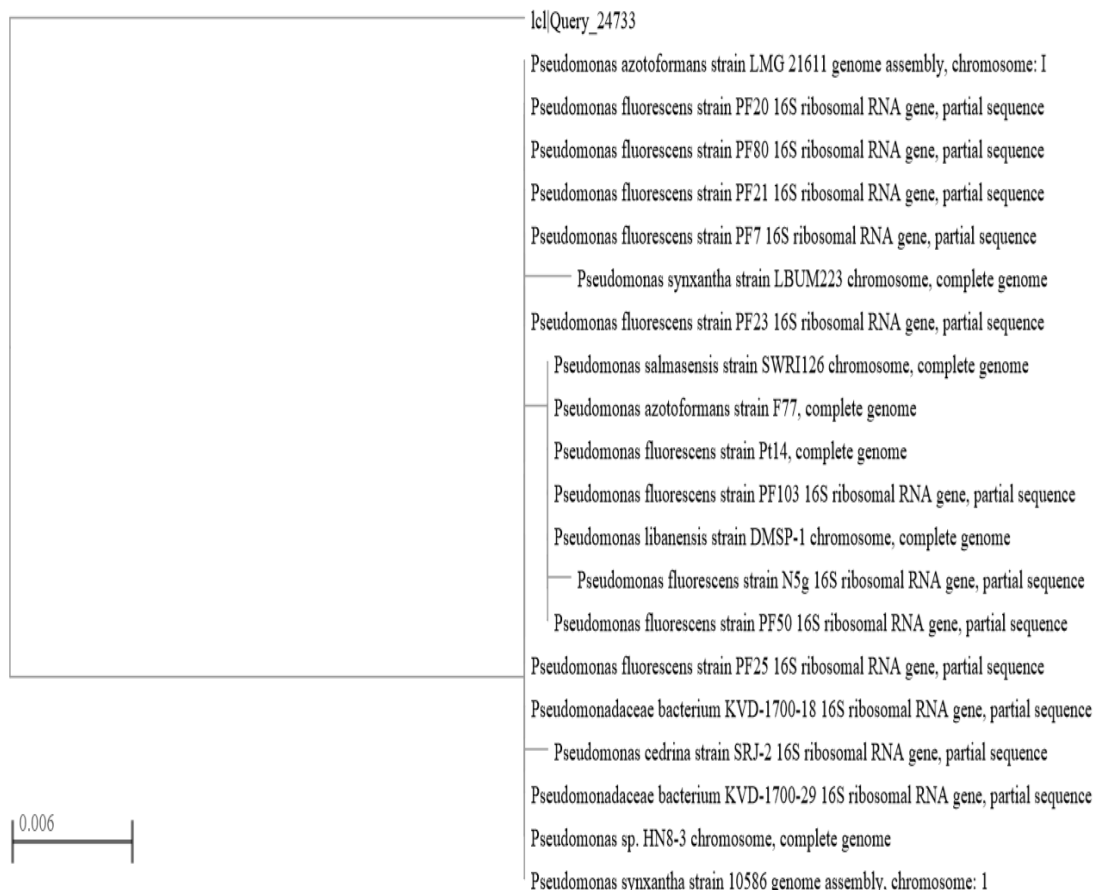 lcl|Query_24733
Pseudomonas azotoformans strain LMG 21611 genome assembly, chromosome: I
Pseudomonas fluorescens strain PF20 16S ribosomal RNA gene, partial sequence
Pseudomonas fluorescens strain PF80 16S ribosomal RNA gene, partial sequence
Pseudomonas fluorescens strain PF21 16S ribosomal RNA gene, partial sequence
Pseudomonas fluorescens strain PF7 16S ribosomal RNA gene, partial sequence
Pseudomonas synxantha strain LBUM223 chromosome, complete genome
Pseudomonas fluorescens strain PF23 16S ribosomal RNA gene, partial sequence
Pseudomonas salmasensis strain SWRI126 chromosome, complete genome
Pseudomonas azotoformans strain F77, complete genome
Pseudomonas fluorescens strain Pt14, complete genome
Pseudomonas fluorescens strain PF103 16S ribosomal RNA gene, partial sequence
Pseudomonas libanensis strain DMSP-1 chromosome, complete genome
Pseudomonas fluorescens strain N5g 16S ribosomal RNA gene, partial sequence
Pseudomonas fluorescens strain PF50 16S ribosomal RNA gene, partial sequence
Pseudomonas fluorescens strain PF25 16S ribosomal RNA gene, partial sequence
Pseudomonadaceae bacterium KVD-1700-18 16S ribosomal RNA gene, partial sequence
Pseudomonas cedrina strain SRJ-2 16S ribosomal RNA gene, partial sequence
Pseudomonadaceae bacterium KVD-1700-29 16S ribosomal RNA gene, partial sequence
0.006
Pseudomonas sp. HN8-3 chromosome, complete genome
Pseudomonas synxantha strain 10586 genome assembly, chromosome: 1